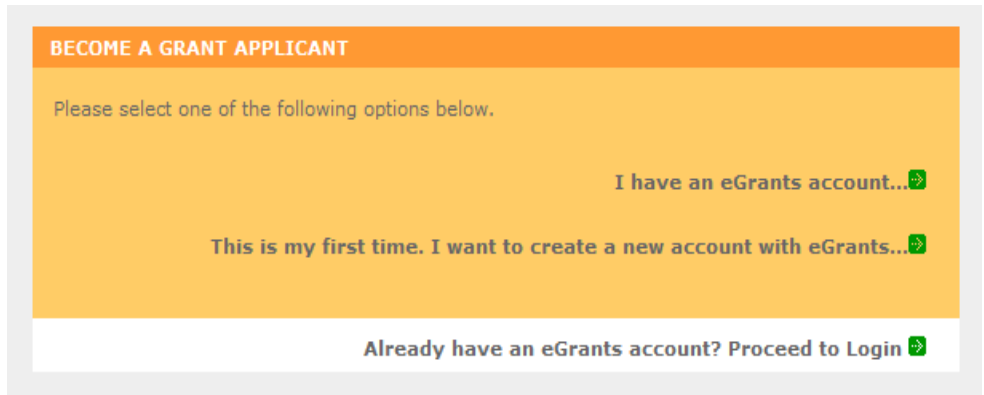 BECOME A GRANT APPLICANT
Please select one of the following options below.
I have an eGrants account...
This is my first time. I want to create a new account with eGrants...
Already have an eGrants account? Proceed to Login